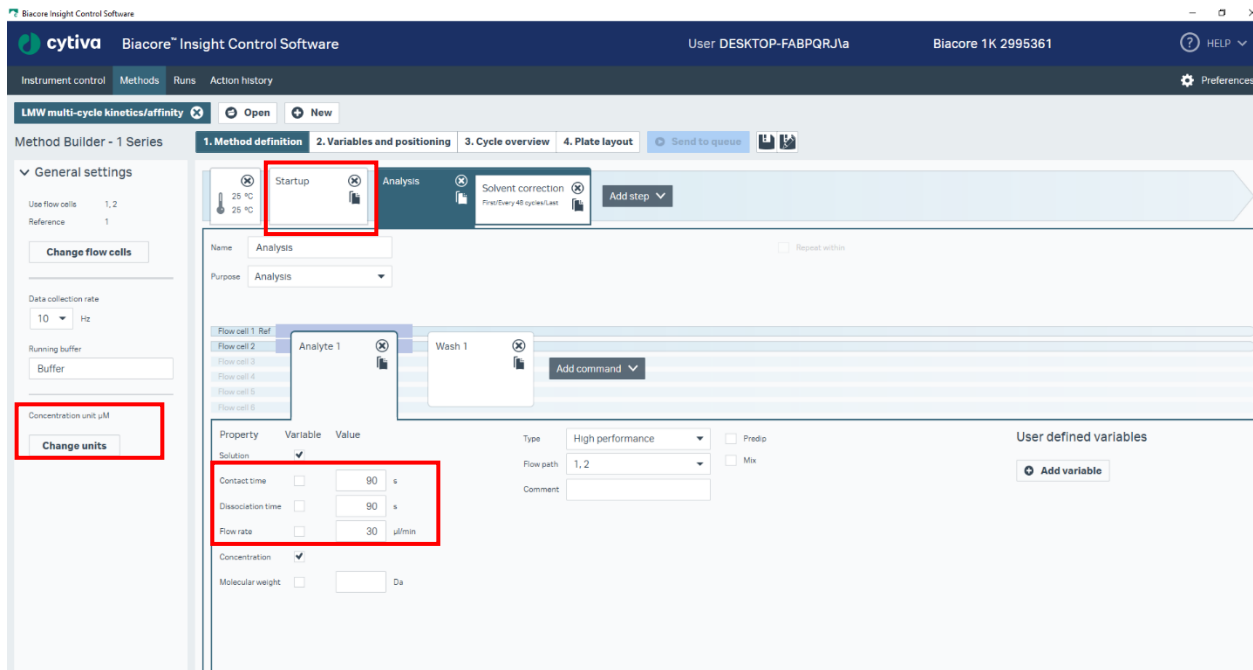 Biacore Insight Control Software
cytiva Biacore™ Insight Control Software User DESKTOP-FABPQRJ\a Biacore 1K 2995361 ? HELP
Instrument control Methods Runs Action history Preferences
LMW multi-cycle kinetics/affinity Open New
Method Builder - 1 Series 1. Method definition 2. Variables and positioning 3. Cycle overview 4. Plate layout Send to queue
General settings
Startup Analysis Solvent correction Add step
25 °C
25 °C
First/Every 48 cycles/Last
Use flow cells 1, 2
Reference 1
Change flow cells
Name Analysis Repeat within
Purpose Analysis
Data collection rate
10 Hz
Running buffer
Buffer
Concentration unit µM
Change units
Flow cell 1 Ref
Flow cell 2 Analyte 1 Wash 1
Flow cell 3
Flow cell 4 Add command
Flow cell 5
Flow cell 6
Property Variable Value Type High performance Predip User defined variables
Solution
Flow path 1, 2 Mix Add variable
Contact time 90 s
Comment
Dissociation time 90 s
Flow rate 30 µl/min
Concentration
Molecular weight Da